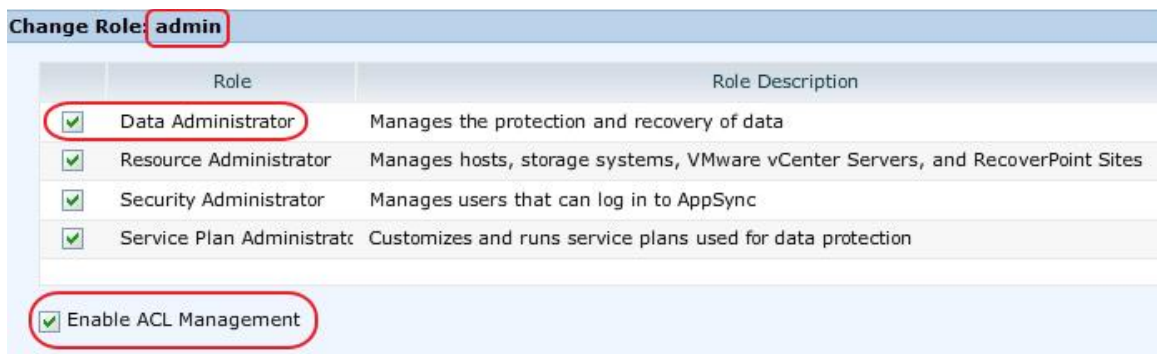 Change Role: admin
Role Role Description
Data Administrator Manages the protection and recovery of data
Resource Administrator Manages hosts, storage systems, VMware vCenter Servers, and RecoverPoint Sites
Security Administrator Manages users that can log in to AppSync
Service Plan Administratc Customizes and runs service plans used for data protection
Enable ACL Management